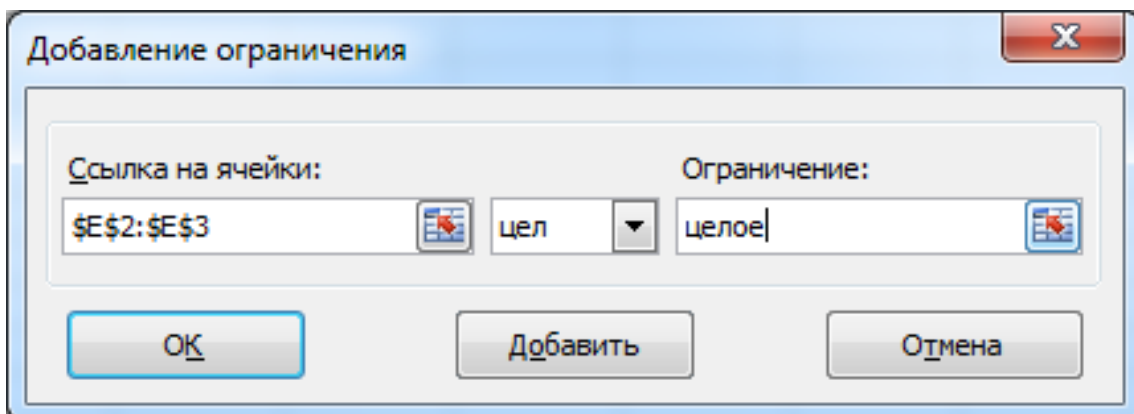 Добавление ограничения
Ссылка на ячейки: Ограничение:
$E$2:$E$3 цел целое
ОК Добавить Отмена